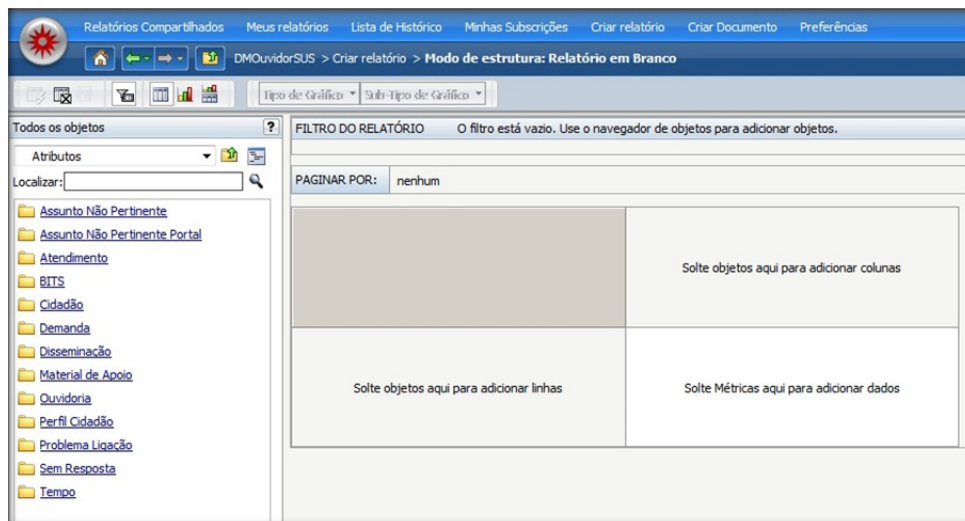 Relatórios Compartilhados Meus relatórios Lista de Histórico Minhas Subscrições Criar relatório Criar Documento Preferências
DMOuvidorSUS > Criar relatório > Modo de estrutura: Relatório em Branco
Tipo de Gráfico Sub-Tipo de Gráfico
Todos os objetos ?
FILTRO DO RELATÓRIO O filtro está vazio. Use o navegador de objetos para adicionar objetos.
Atributos
Localizar:
PAGINAR POR: nenhum
Assunto Não Pertinente
Assunto Não Pertinente Portal
Atendimento
BITS
Cidadão
Demanda
Disseminação
Material de Apoio
Ouvidoria
Perfil Cidadão
Problema Ligação
Sem Resposta
Tempo
Solte objetos aqui para adicionar colunas
Solte objetos aqui para adicionar linhas
Solte Métricas aqui para adicionar dados